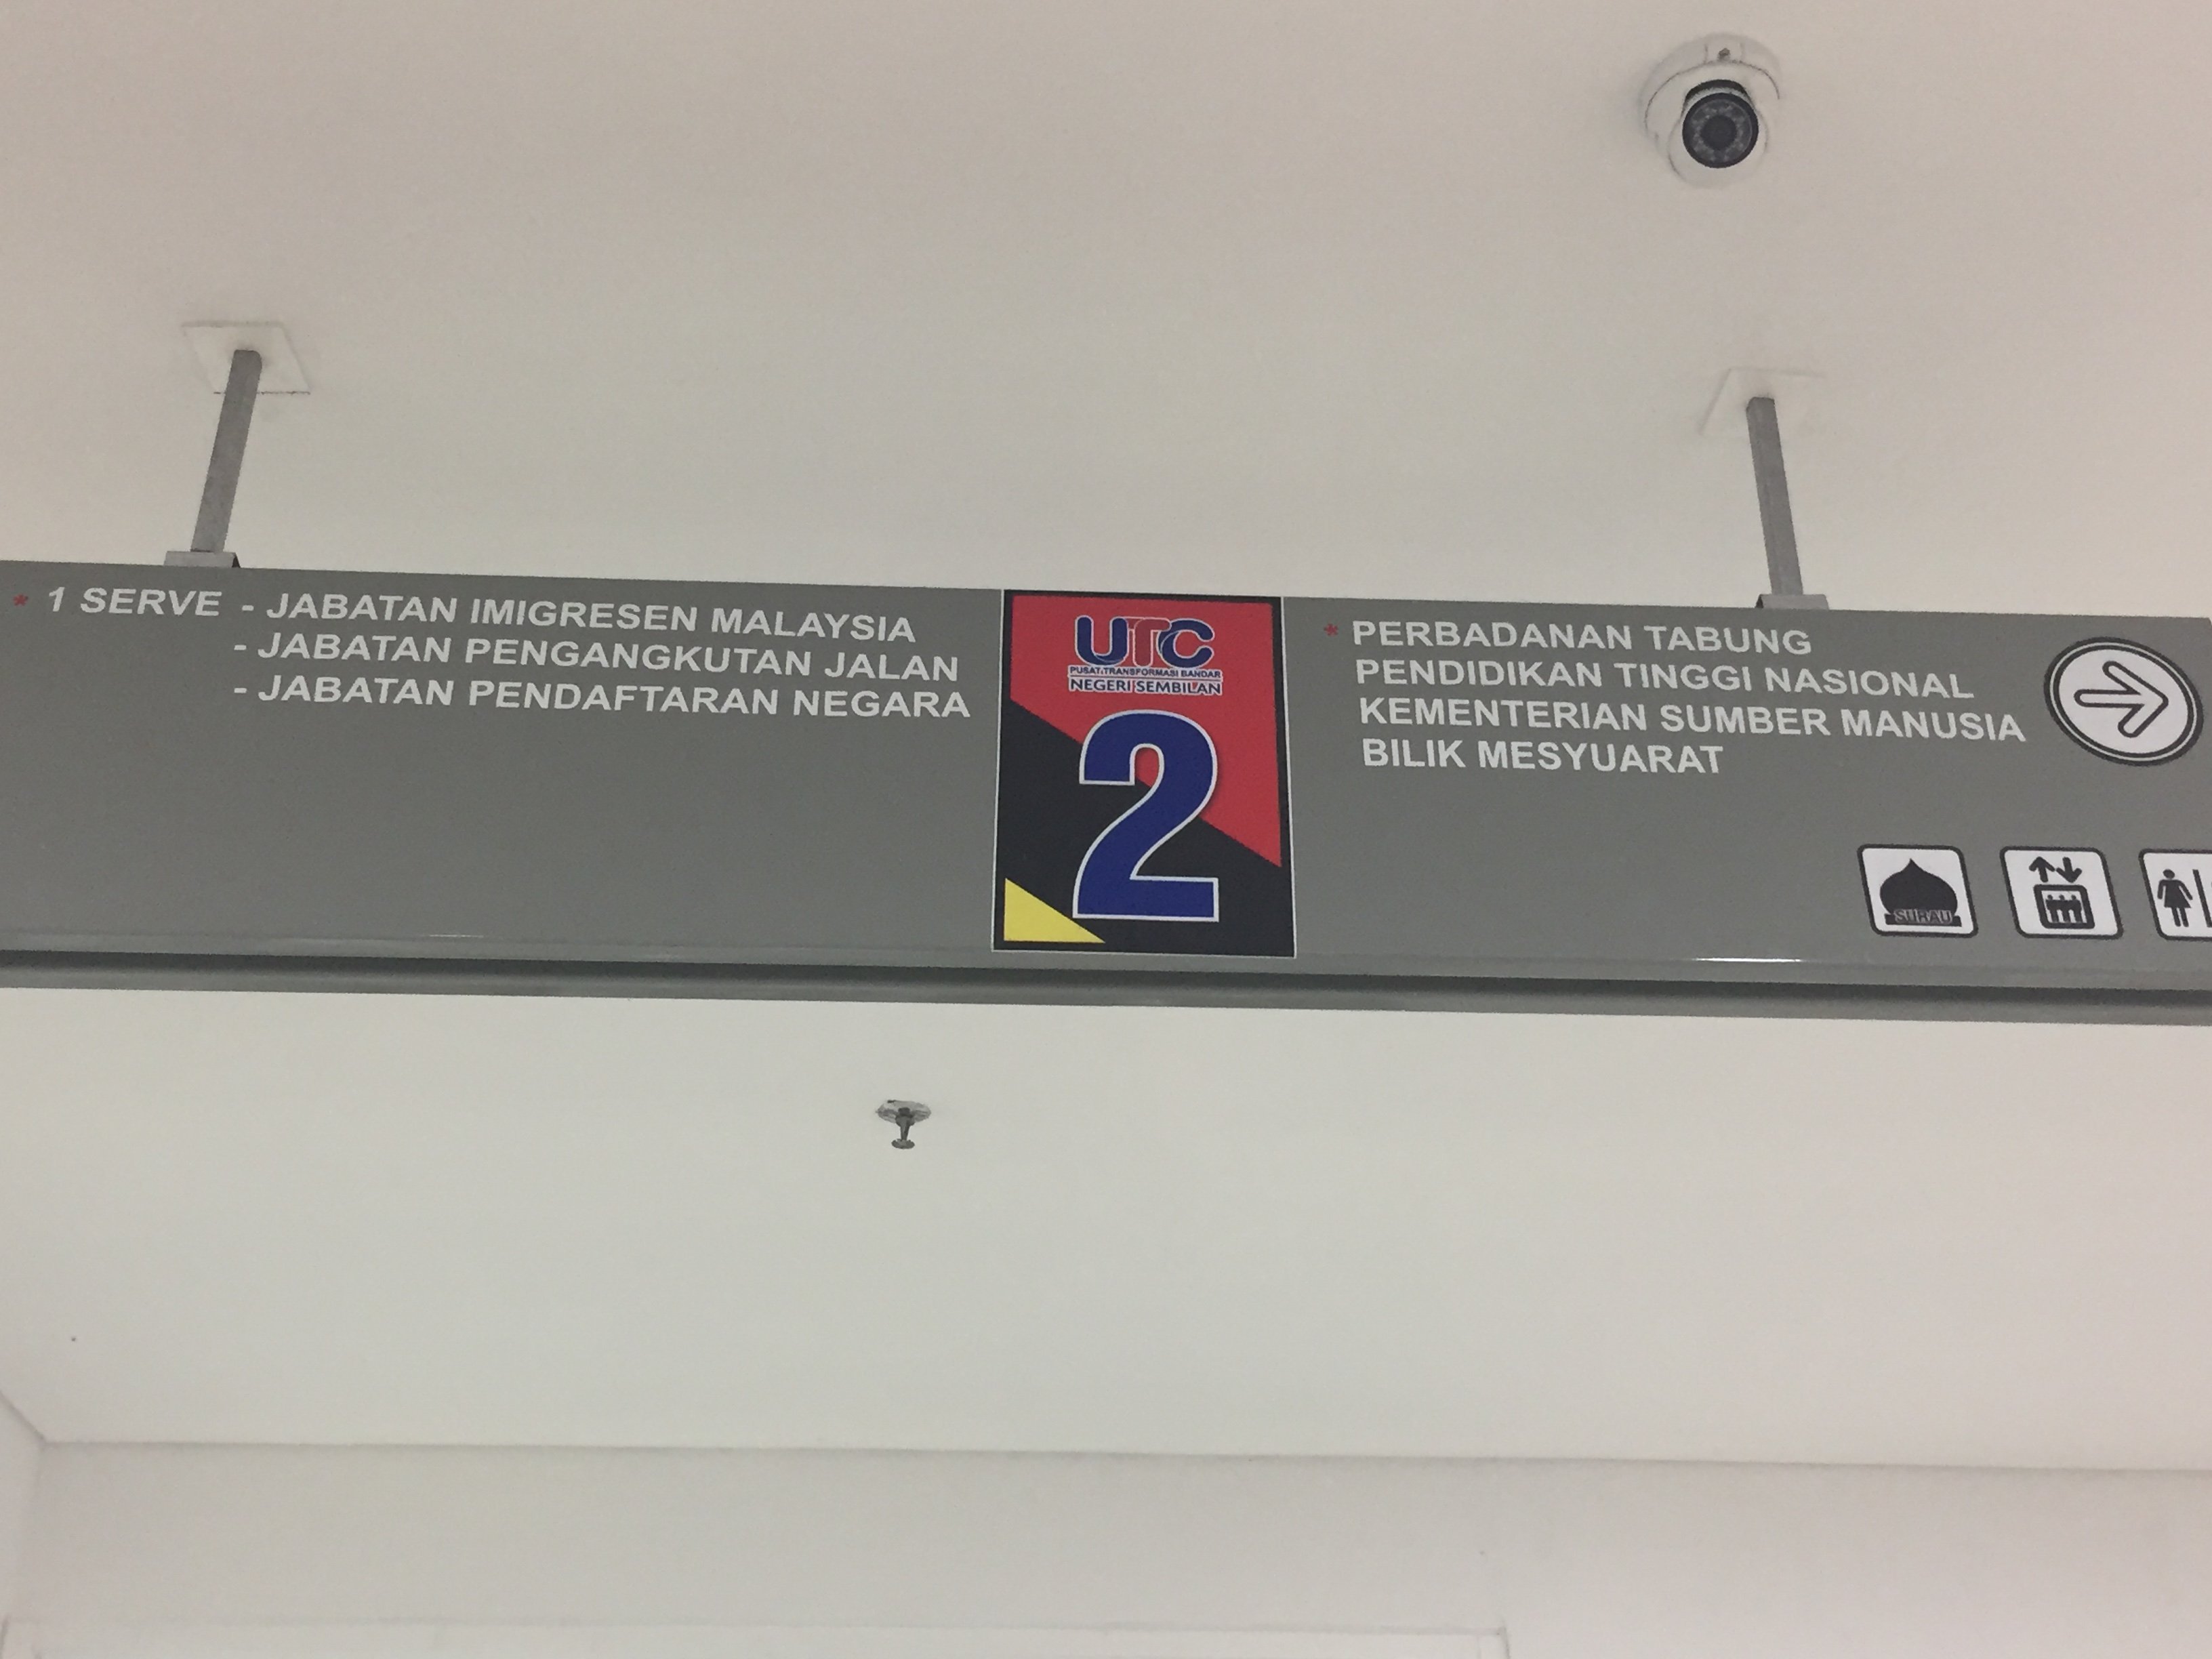 * 1 SERVE - JABATAN IMIGRESEN MALAYSIA
- JABATAN PENGANGKUTAN JALAN
- JABATAN PENDAFTARAN NEGARA
UTC
PUSAT TRANSFORMASI BANDAR
NEGERI SEMBILAN
2
* PERBADANAN TABUNG
PENDIDIKAN TINGGI NASIONAL
KEMENTERIAN SUMBER MANUSIA
BILIK MESYUARAT
SURAU